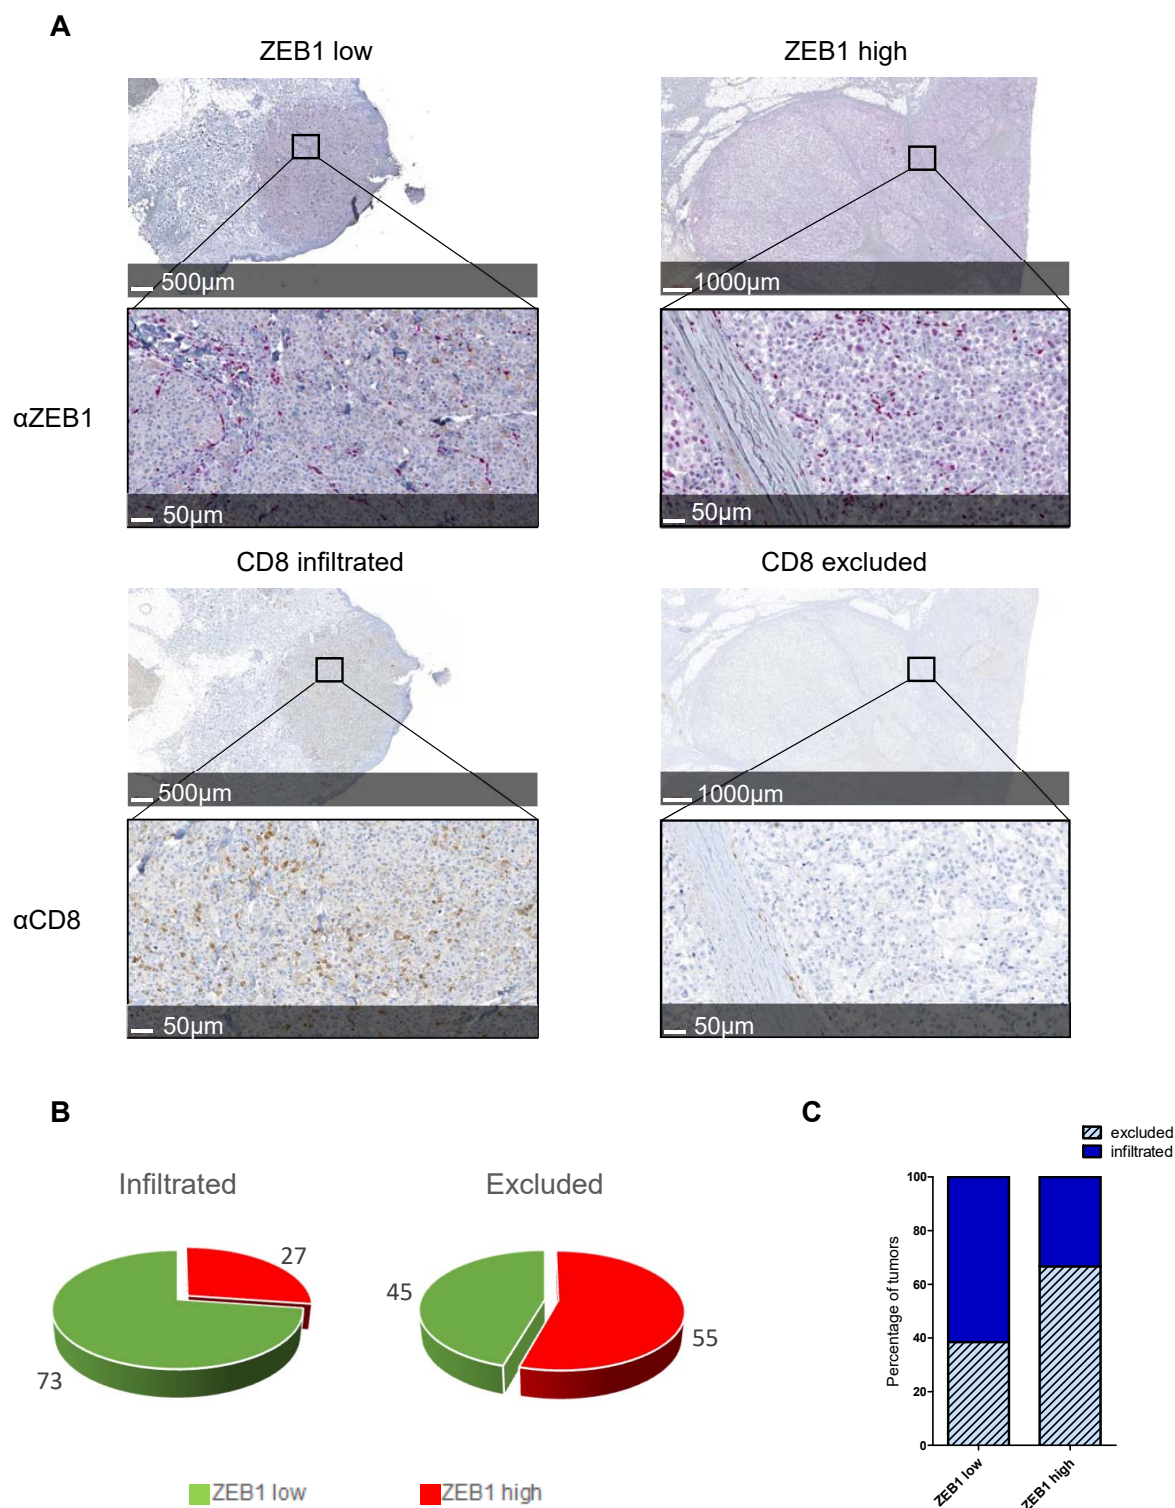 A
ZEB1 low
ZEB1 high
500µm
1000µm
αZEB1
50µm
50µm
CD8 infiltrated
CD8 excluded
500µm
1000µm
αCD8
50µm
50µm
B
C
excluded
infiltrated
Infiltrated
Excluded
27
73
45
55
ZEB1 low
ZEB1 high
Percentage of tumors
100
80
60
40
20
0
ZEB1 low
ZEB1 high